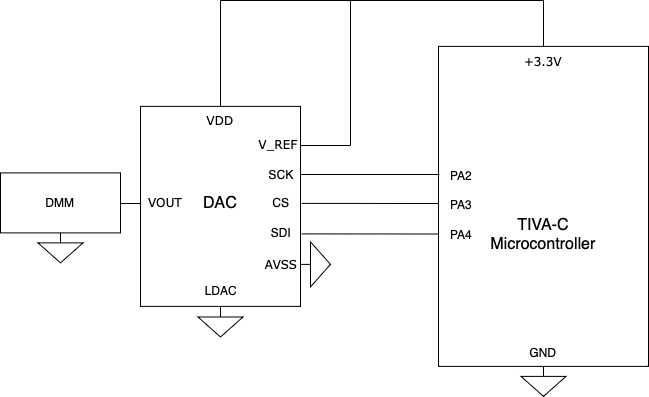 +3.3V
VDD
V_REF
SCK
PA2
DMM
VOUT
DAC
CS
PA3
TIVA-C
Microcontroller
SDI
PA4
AVSS
LDAC
GND